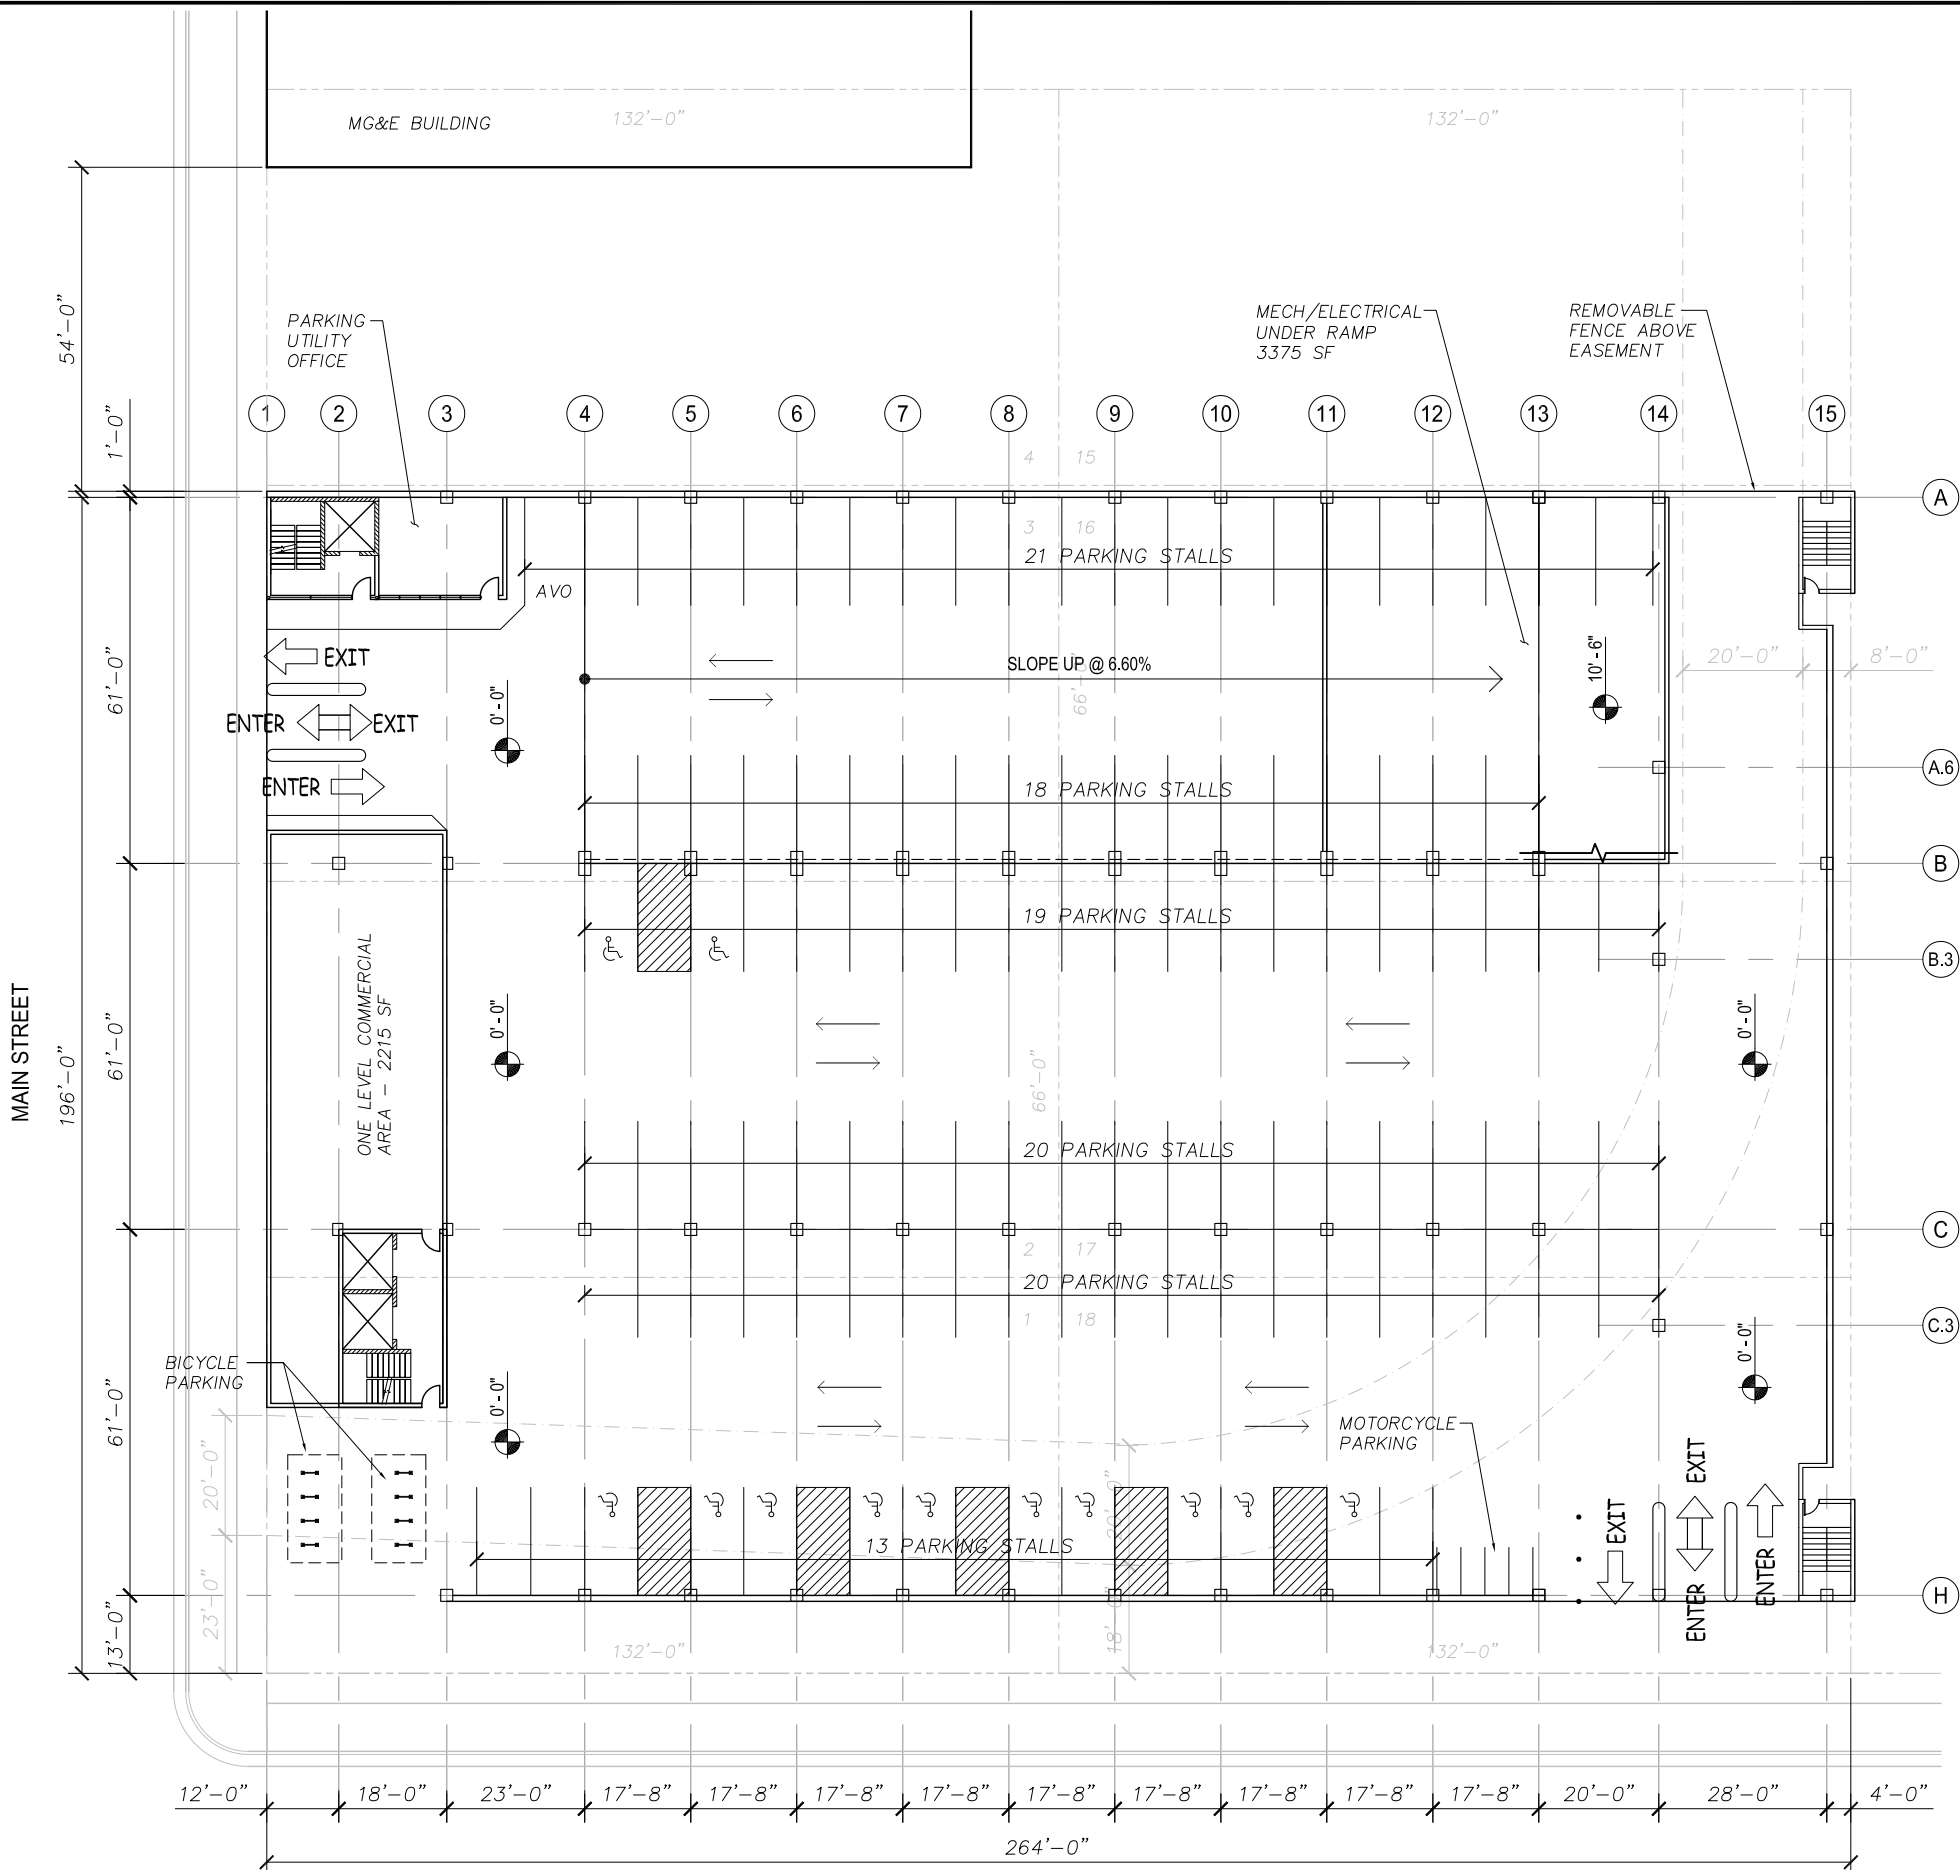 MG&E BUILDING
132'-0"
132'-0"
54'-0"
1'-0"
PARKING
UTILITY
OFFICE
MECH/ELECTRICAL
UNDER RAMP
3375 SF
REMOVABLE
FENCE ABOVE
EASEMENT
1
2
3
4
5
6
7
8
9
10
11
12
13
14
15
4
15
A
3
16
21 PARKING STALLS
AVO
61'-0"
EXIT
SLOPE UP @ 6.60%
66'-0"
10'-6"
20'-0"
8'-0"
0'-0"
ENTER
EXIT
ENTER
A.6
18 PARKING STALLS
B
19 PARKING STALLS
B.3
MAIN STREET
196'-0"
61'-0"
ONE LEVEL COMMERCIAL
AREA - 2215 SF
0'-0"
66'-0"
0'-0"
20 PARKING STALLS
C
2
17
20 PARKING STALLS
1
18
C.3
0'-0"
BICYCLE
PARKING
61'-0"
0'-0"
MOTORCYCLE
PARKING
20'-0"
20'-0"
EXIT
EXIT
13 PARKING STALLS
ENTER
ENTER
H
23'-0"
13'-0"
18'-0"
132'-0"
132'-0"
12'-0"
18'-0"
23'-0"
17'-8"
17'-8"
17'-8"
17'-8"
17'-8"
17'-8"
17'-8"
17'-8"
17'-8"
20'-0"
28'-0"
4'-0"
264'-0"